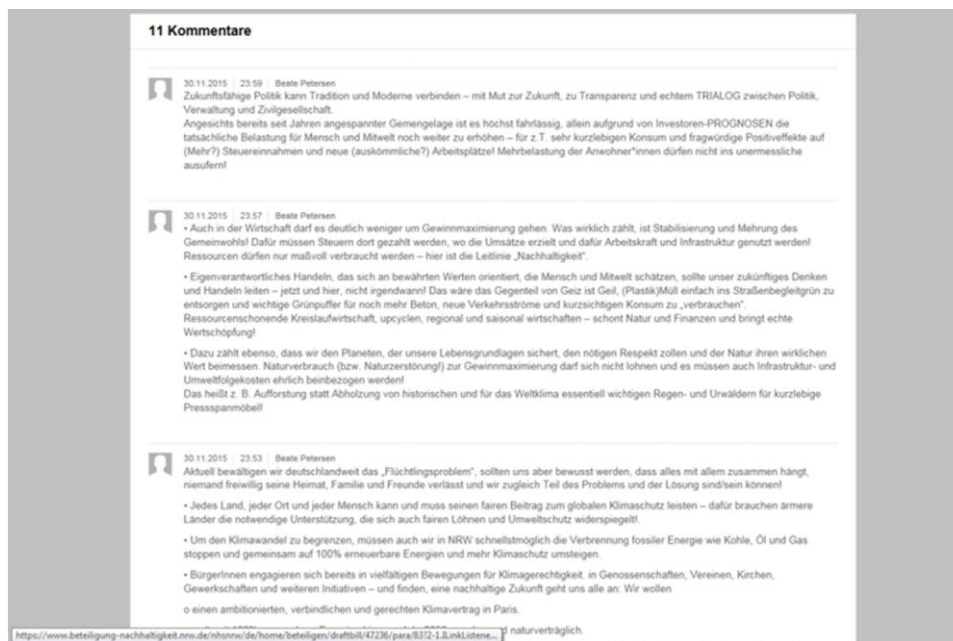 11 Kommentare
30.11.2015 | 23:59 | Beate Petersen
Zukunftsfähige Politik kann Tradition und Moderne verbinden – mit Mut zur Zukunft, zu Transparenz und echtem TRIALOG zwischen Politik,
Verwaltung und Zivilgesellschaft.
Angesichts bereits seit Jahren angespannter Gemengelage ist es höchst fahrlässig, allein aufgrund von Investoren-PROGNOSEN die
tatsächliche Belastung für Mensch und Mitwelt noch weiter zu erhöhen – für z.T. sehr kurzlebigen Konsum und fragwürdige Positiveffekte auf
(Mehr?) Steuereinnahmen und neue (auskömmliche?) Arbeitsplätze! Mehrbelastung der Anwohner*innen dürfen nicht ins unermessliche
ausufern!
30.11.2015 | 23:57 | Beate Petersen
• Auch in der Wirtschaft darf es deutlich weniger um Gewinnmaximierung gehen. Was wirklich zählt, ist Stabilisierung und Mehrung des
Gemeinwohls! Dafür müssen Steuern dort gezahlt werden, wo die Umsätze erzielt und dafür Arbeitskraft und Infrastruktur genutzt werden!
Ressourcen dürfen nur maßvoll verbraucht werden – hier ist die Leitlinie „Nachhaltigkeit".
• Eigenverantwortliches Handeln, das sich an bewährten Werten orientiert, die Mensch und Mitwelt schätzen, sollte unser zukünftiges Denken
und Handeln leiten – jetzt und hier, nicht irgendwann! Das wäre das Gegenteil von Geiz ist Geil, (Plastik)Müll einfach ins Straßenbegleitgrün zu
entsorgen und wichtige Grünpuffer für noch mehr Beton, neue Verkehrsströme und kurzsichtigen Konsum zu „verbrauchen".
Ressourcenschonende Kreislaufwirtschaft, upcyclen, regional und saisonal wirtschaften – schont Natur und Finanzen und bringt echte
Wertschöpfung!
• Dazu zählt ebenso, dass wir den Planeten, der unsere Lebensgrundlagen sichert, den nötigen Respekt zollen und der Natur ihren wirklichen
Wert beimessen. Naturverbrauch (bzw. Naturzerstörung!) zur Gewinnmaximierung darf sich nicht lohnen und es müssen auch Infrastruktur- und
Umweltfolgekosten ehrlich beinbezogen werden!
Das heißt z. B. Aufforstung statt Abholzung von historischen und für das Weltklima essentiell wichtigen Regen- und Urwäldern für kurzlebige
Pressspanmöbel!
30.11.2015 | 23:53 | Beate Petersen
Aktuell bewältigen wir deutschlandweit das „Flüchtlingsproblem", sollten uns aber bewusst werden, dass alles mit allem zusammen hängt,
niemand freiwillig seine Heimat, Familie und Freunde verlässt und wir zugleich Teil des Problems und der Lösung sind/sein können!
• Jedes Land, jeder Ort und jeder Mensch kann und muss seinen fairen Beitrag zum globalen Klimaschutz leisten – dafür brauchen ärmere
Länder die notwendige Unterstützung, die sich auch fairen Löhnen und Umweltschutz widerspiegelt!.
• Um den Klimawandel zu begrenzen, müssen auch wir in NRW schnellstmöglich die Verbrennung fossiler Energie wie Kohle, Öl und Gas
stoppen und gemeinsam auf 100% erneuerbare Energien und mehr Klimaschutz umsteigen.
• BürgerInnen engagieren sich bereits in vielfältigen Bewegungen für Klimagerechtigkeit. in Genossenschaften, Vereinen, Kirchen,
Gewerkschaften und weiteren Initiativen – und finden, eine nachhaltige Zukunft geht uns alle an: Wir wollen
o einen ambitionierten, verbindlichen und gerechten Klimavertrag in Paris.
d naturverträglich.
https://www.beteiligung-nachhaltigkeit.nrw.de/nhsnrw/de/home/beteiligen/draftbill/47236/para/8372-1.ILinkListene...